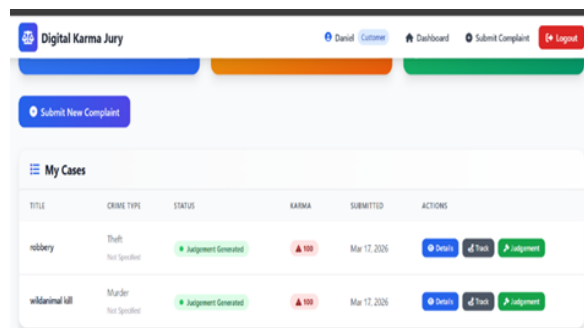 Digital Karma Jury Daniel Customer Dashboard Submit Complaint Logout
Submit New Complaint
My Cases
TITLE CRIME TYPE STATUS KARMA SUBMITTED ACTIONS
robbery Theft Judgement Generated 100 Mar 17, 2026 Details Track Judgement
Not Specified
wildanimal kill Murder Judgement Generated 100 Mar 17, 2026 Details Track Judgement
Not Specified